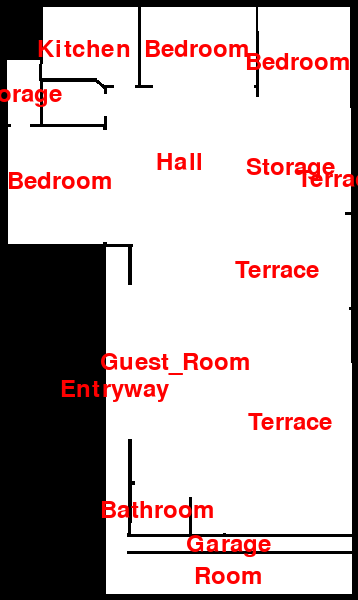 Kitchen Bedroom
Bedroom
orage
Hall
Storage
Terrac
Bedroom
Terrace
Guest_Room
Entryway
Terrace
Bathroom
Garage
Room